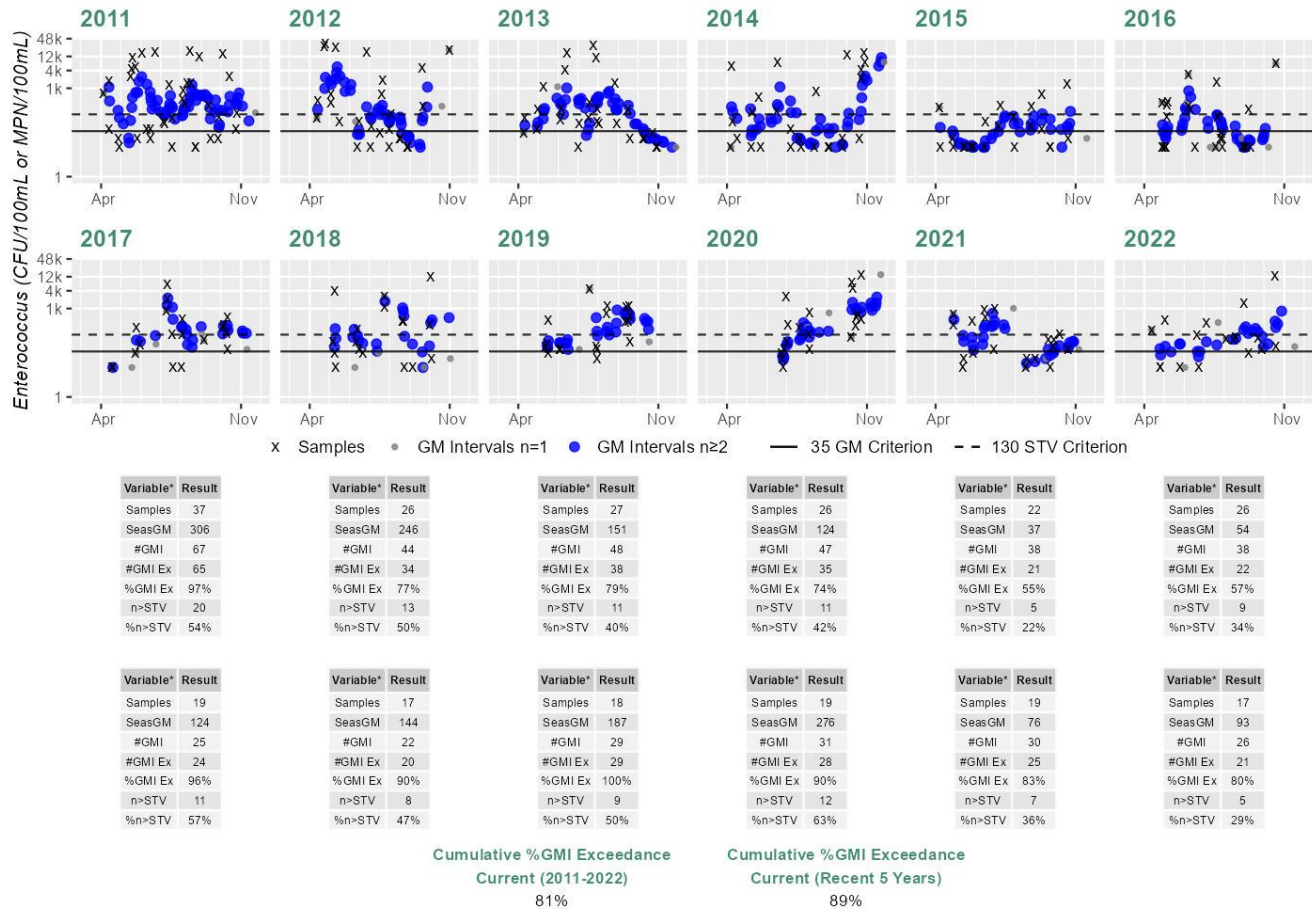 2011 2012 2013 2014 2015 2016
Enterococcus (CFU/100mL or MPN/100mL)
48k
12k
4k
1k
1
Apr Nov Apr Nov Apr Nov Apr Nov Apr Nov Apr Nov
2017 2018 2019 2020 2021 2022
48k
12k
4k
1k
1
Apr Nov Apr Nov Apr Nov Apr Nov Apr Nov Apr Nov
x Samples GM Intervals n=1 GM Intervals n≥2 35 GM Criterion 130 STV Criterion
Variable* Result Variable* Result Variable* Result Variable* Result Variable* Result Variable* Result
Samples 37 Samples 26 Samples 27 Samples 26 Samples 22 Samples 26
SeasGM 306 SeasGM 246 SeasGM 151 SeasGM 124 SeasGM 37 SeasGM 54
#GMI 67 #GMI 44 #GMI 48 #GMI 47 #GMI 38 #GMI 38
#GMI Ex 65 #GMI Ex 34 #GMI Ex 38 #GMI Ex 35 #GMI Ex 21 #GMI Ex 22
%GMI Ex 97% %GMI Ex 77% %GMI Ex 79% %GMI Ex 74% %GMI Ex 55% %GMI Ex 57%
n>STV 20 n>STV 13 n>STV 11 n>STV 11 n>STV 5 n>STV 9
%n>STV 54% %n>STV 50% %n>STV 40% %n>STV 42% %n>STV 22% %n>STV 34%
Variable* Result Variable* Result Variable* Result Variable* Result Variable* Result Variable* Result
Samples 19 Samples 17 Samples 18 Samples 19 Samples 19 Samples 17
SeasGM 124 SeasGM 144 SeasGM 187 SeasGM 276 SeasGM 76 SeasGM 93
#GMI 25 #GMI 22 #GMI 29 #GMI 31 #GMI 30 #GMI 26
#GMI Ex 24 #GMI Ex 20 #GMI Ex 29 #GMI Ex 28 #GMI Ex 25 #GMI Ex 21
%GMI Ex 96% %GMI Ex 90% %GMI Ex 100% %GMI Ex 90% %GMI Ex 83% %GMI Ex 80%
n>STV 11 n>STV 8 n>STV 9 n>STV 12 n>STV 7 n>STV 5
%n>STV 57% %n>STV 47% %n>STV 50% %n>STV 63% %n>STV 36% %n>STV 29%
Cumulative %GMI Exceedance
Current (2011-2022)
81%
Cumulative %GMI Exceedance
Current (Recent 5 Years)
89%